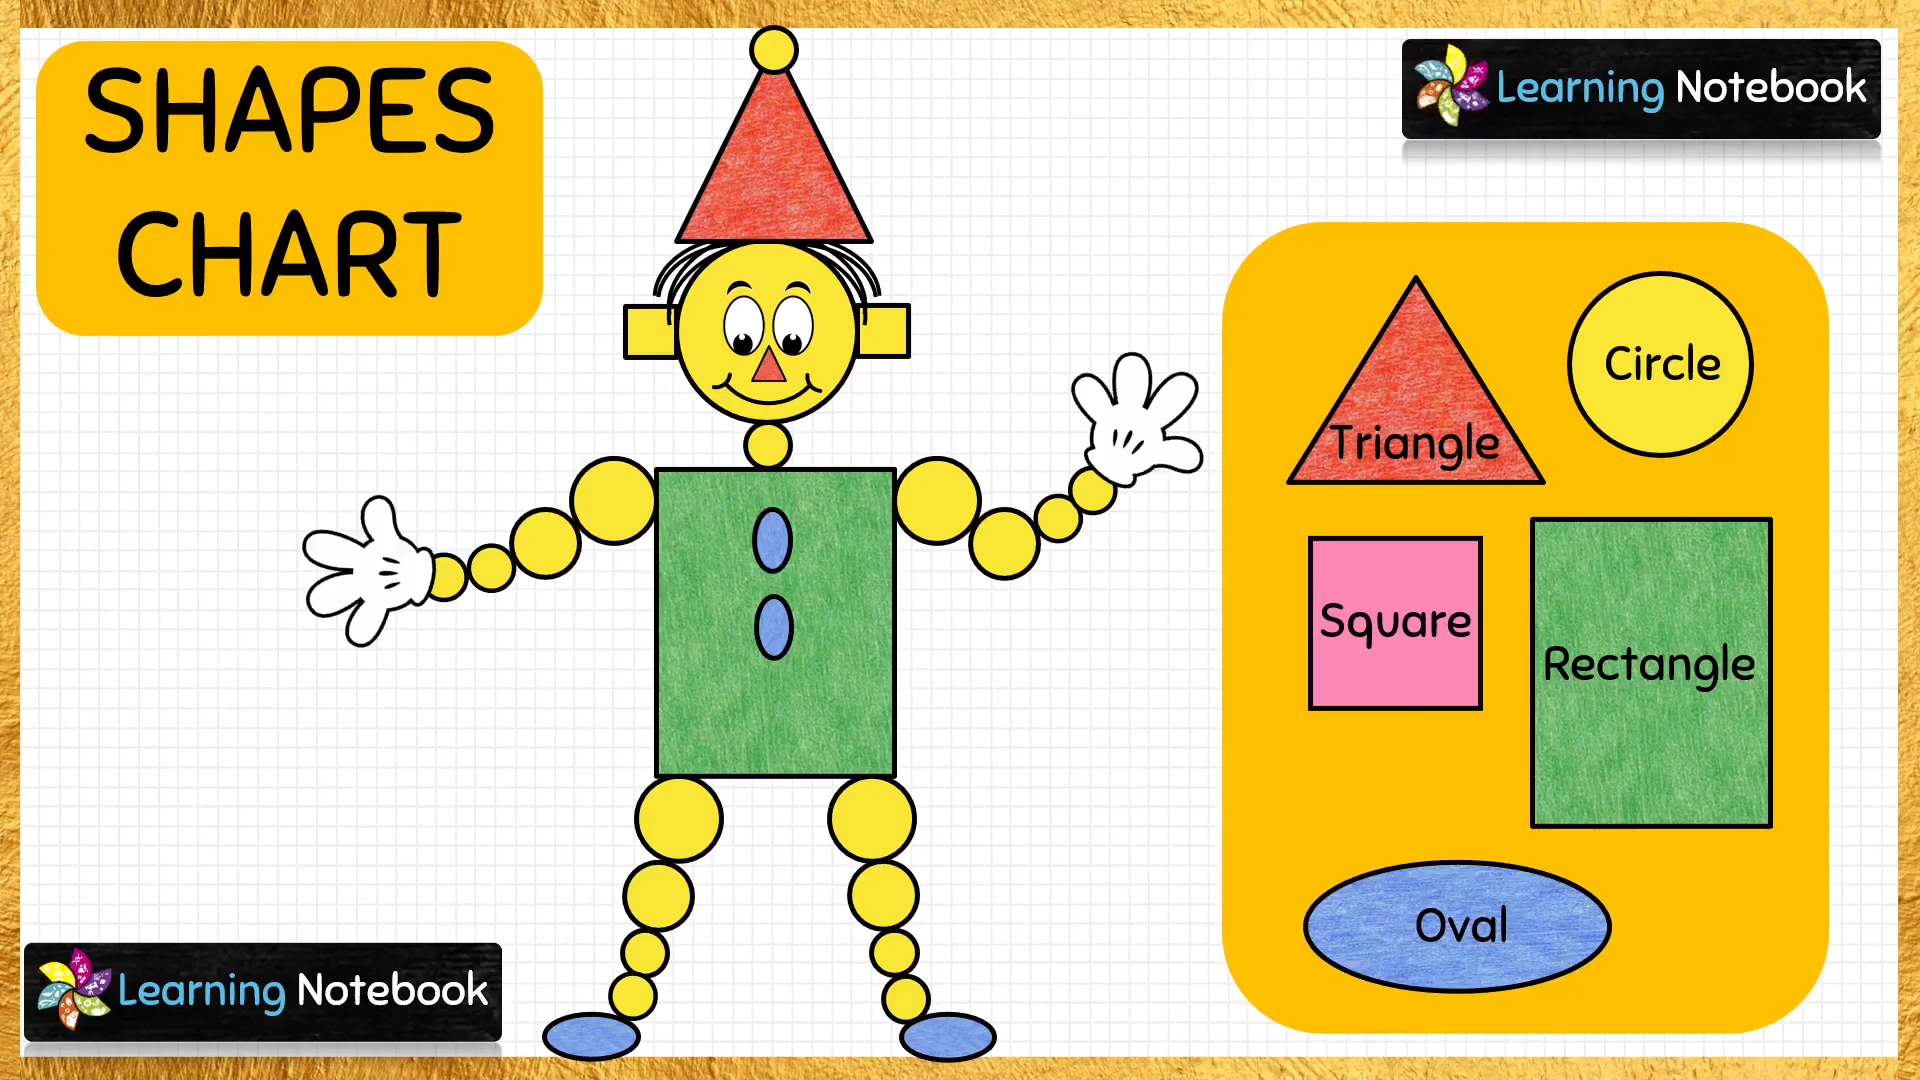 SHAPES
CHART
Learning Notebook
Triangle
Circle
Square
Rectangle
Oval
Learning Notebook